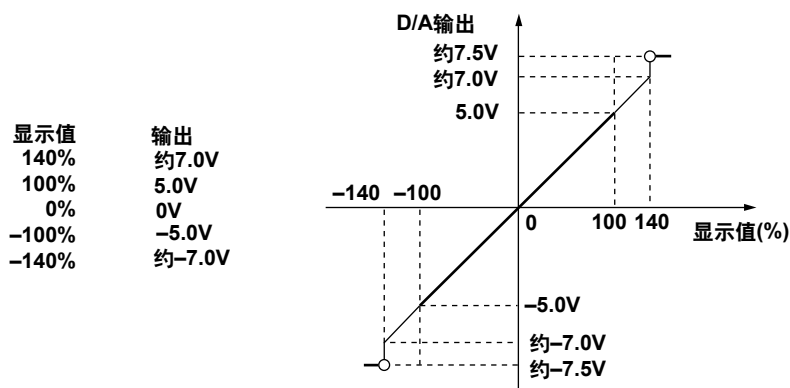 显示值 输出
140% 约7.0V
100% 5.0V
0% 0V
–100% –5.0V
–140% 约–7.0V
D/A输出
约7.5V
约7.0V
5.0V
–140 –100
0 100 140
显示值(%)
–5.0V
约–7.0V
约–7.5V